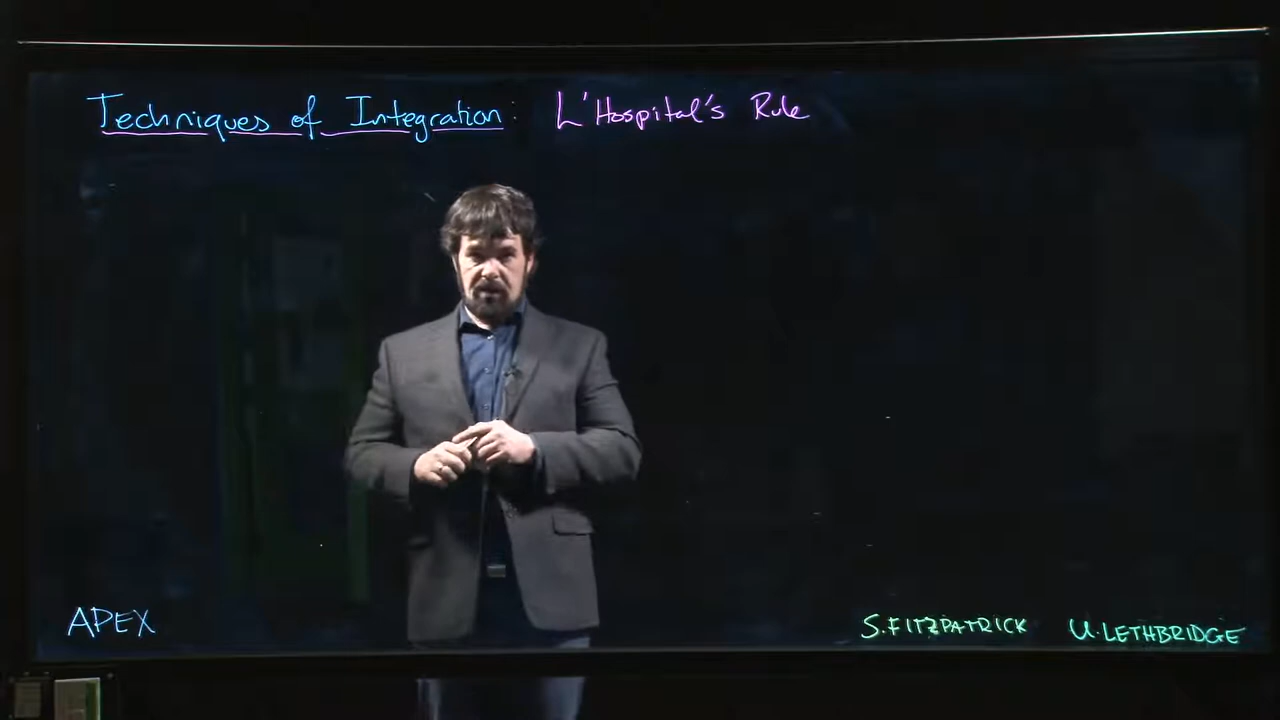 Techniques of Integration: L'Hospital's Rule
APEX
S. FITZPATRICK U. LETHBRIDGE